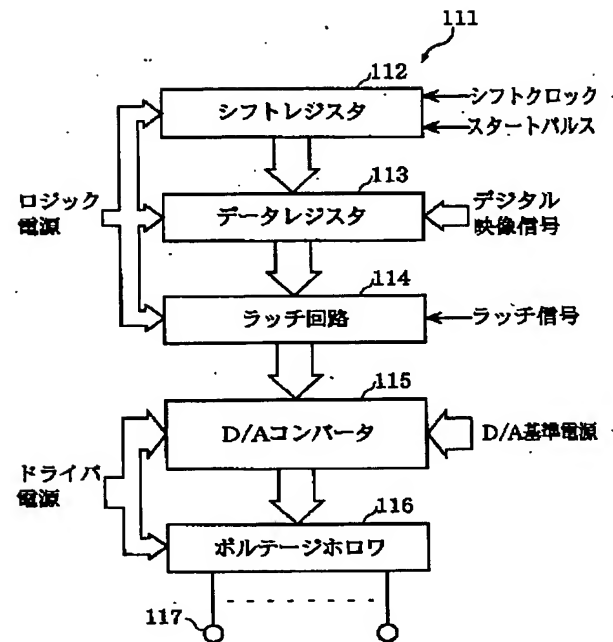 111
112
シフトレジスタ
シフトクロック
スタートパルス
113
ロジック
電源
データレジスタ
デジタル
映像信号
114
ラッチ回路
ラッチ信号
115
D/Aコンバータ
D/A基準電源
ドライバ
電源
116
ボルテージホロワ
117